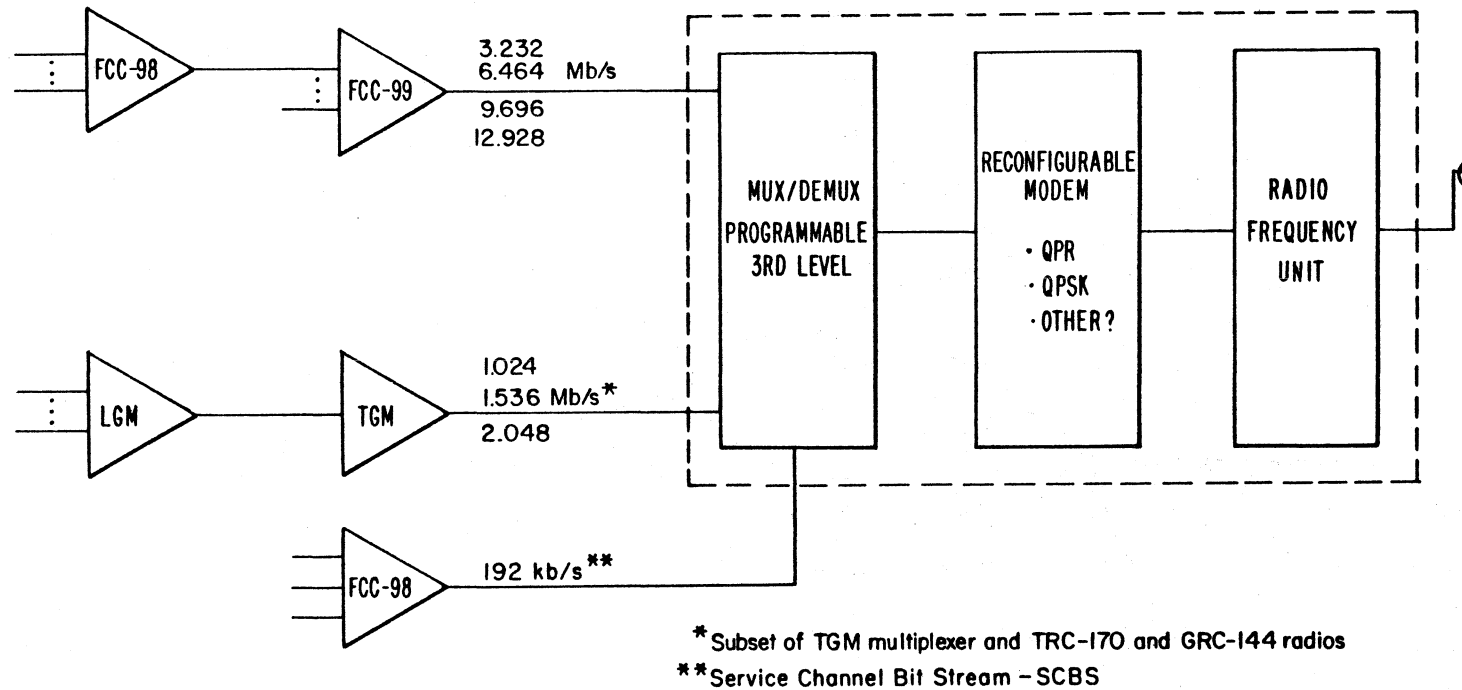 FCC-98
FCC-99
3.232
6.464 Mb/s
9.696
12.928
MUX/DEMUX
PROGRAMMABLE
3RD LEVEL
RECONFIGURABLE
MODEM
· QPR
· QPSK
· OTHER?
RADIO
FREQUENCY
UNIT
LGM
TGM
1.024
1.536 Mb/s*
2.048
FCC-98
192 kb/s**
*Subset of TGM multiplexer and TRC-170 and GRC-144 radios
**Service Channel Bit Stream - SCBS